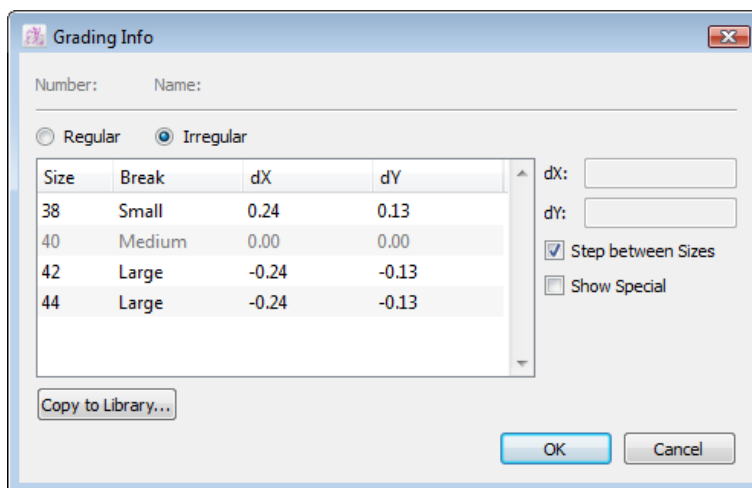 Grading Info
Number: Name:
Regular Irregular
Size Break dX dY
38 Small 0.24 0.13
40 Medium 0.00 0.00
42 Large -0.24 -0.13
44 Large -0.24 -0.13
dX:
dY:
Step between Sizes
Show Special
Copy to Library...
OK Cancel